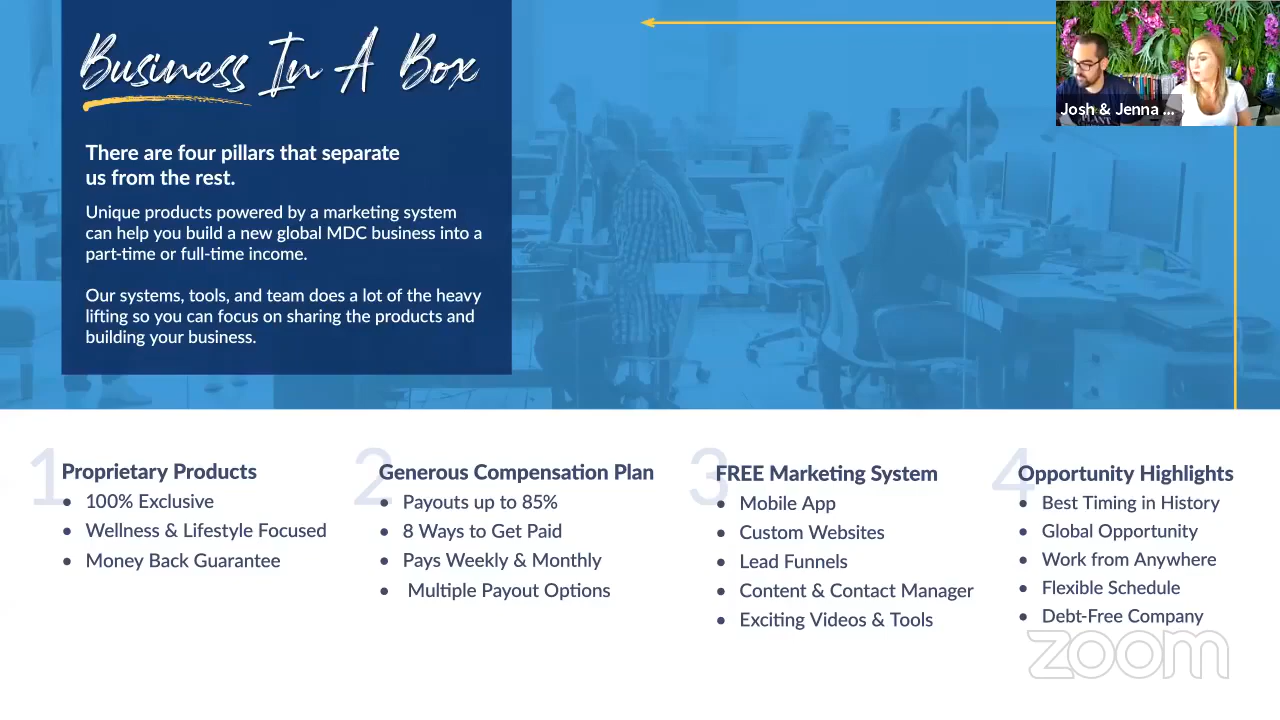 Business In A Box
Josh & Jenna ...
There are four pillars that separate
us from the rest.
Unique products powered by a marketing system
can help you build a new global MDC business into a
part-time or full-time income.
Our systems, tools, and team does a lot of the heavy
lifting so you can focus on sharing the products and
building your business.
1
Proprietary Products
• 100% Exclusive
• Wellness & Lifestyle Focused
• Money Back Guarantee
2
Generous Compensation Plan
• Payouts up to 85%
• 8 Ways to Get Paid
• Pays Weekly & Monthly
• Multiple Payout Options
3
FREE Marketing System
• Mobile App
• Custom Websites
• Lead Funnels
• Content & Contact Manager
• Exciting Videos & Tools
4
Opportunity Highlights
• Best Timing in History
• Global Opportunity
• Work from Anywhere
• Flexible Schedule
• Debt-Free Company
zoom